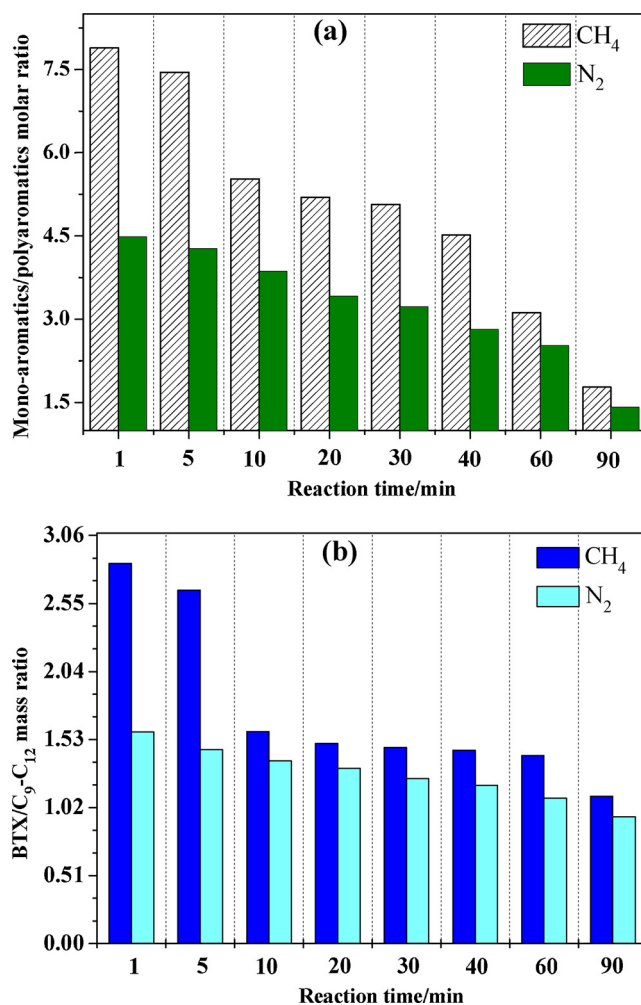 (a)
CH₄
N₂
Mono-aromatics/polyaromatics molar ratio
7.5
6.0
4.5
3.0
1.5
1 5 10 20 30 40 60 90
Reaction time/min
(b)
CH₄
N₂
BTX/C₉-C₁₂ mass ratio
3.06
2.55
2.04
1.53
1.02
0.51
0.00
1 5 10 20 30 40 60 90
Reaction time/min